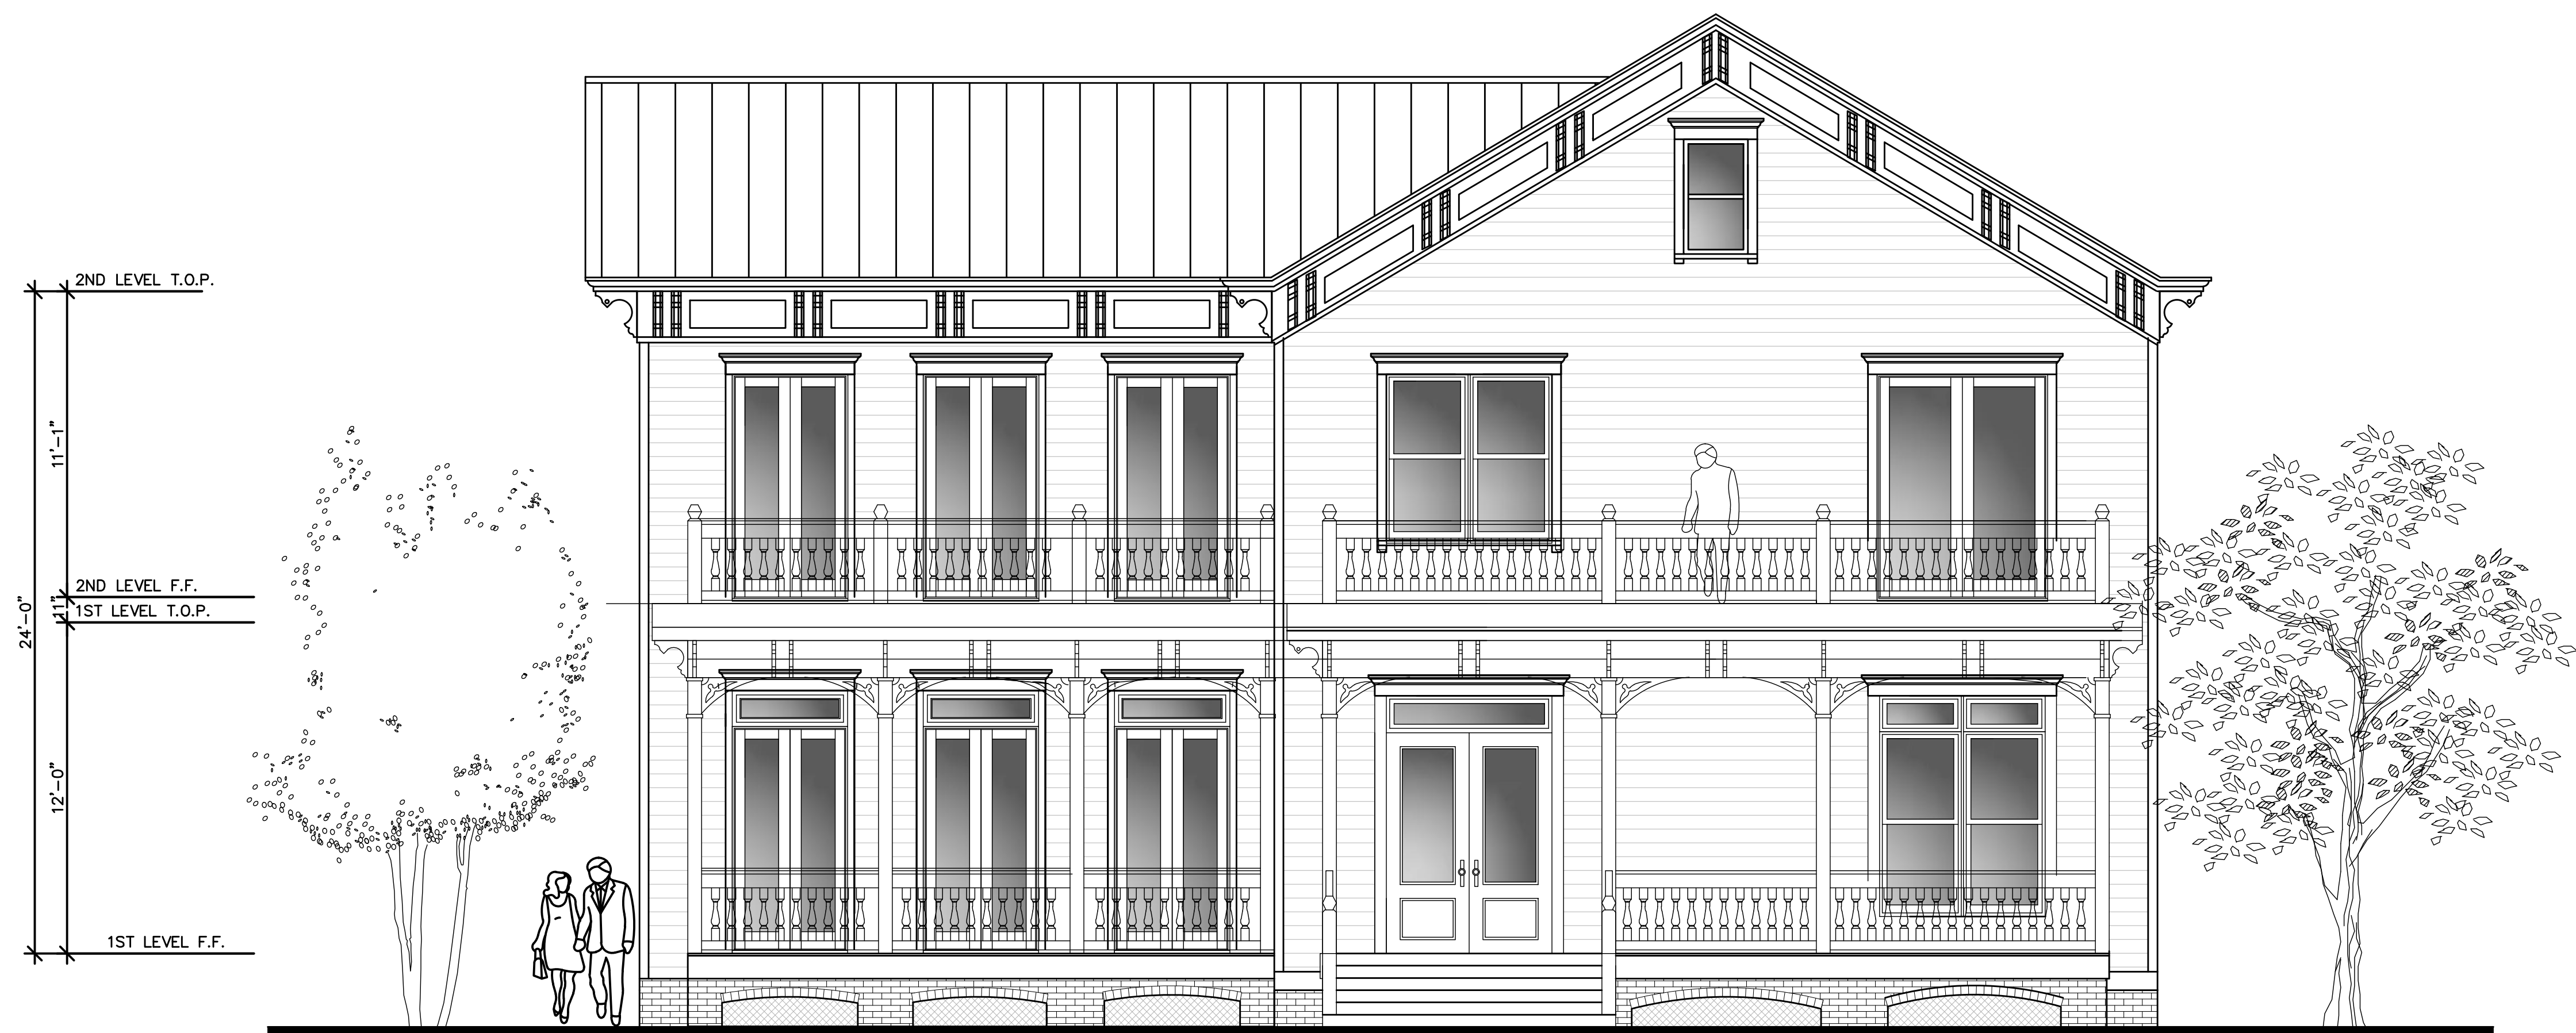 2ND LEVEL T.O.P.
11'-1"
2ND LEVEL F.F.
11"
1ST LEVEL T.O.P.
24'-0"
12'-0"
1ST LEVEL F.F.